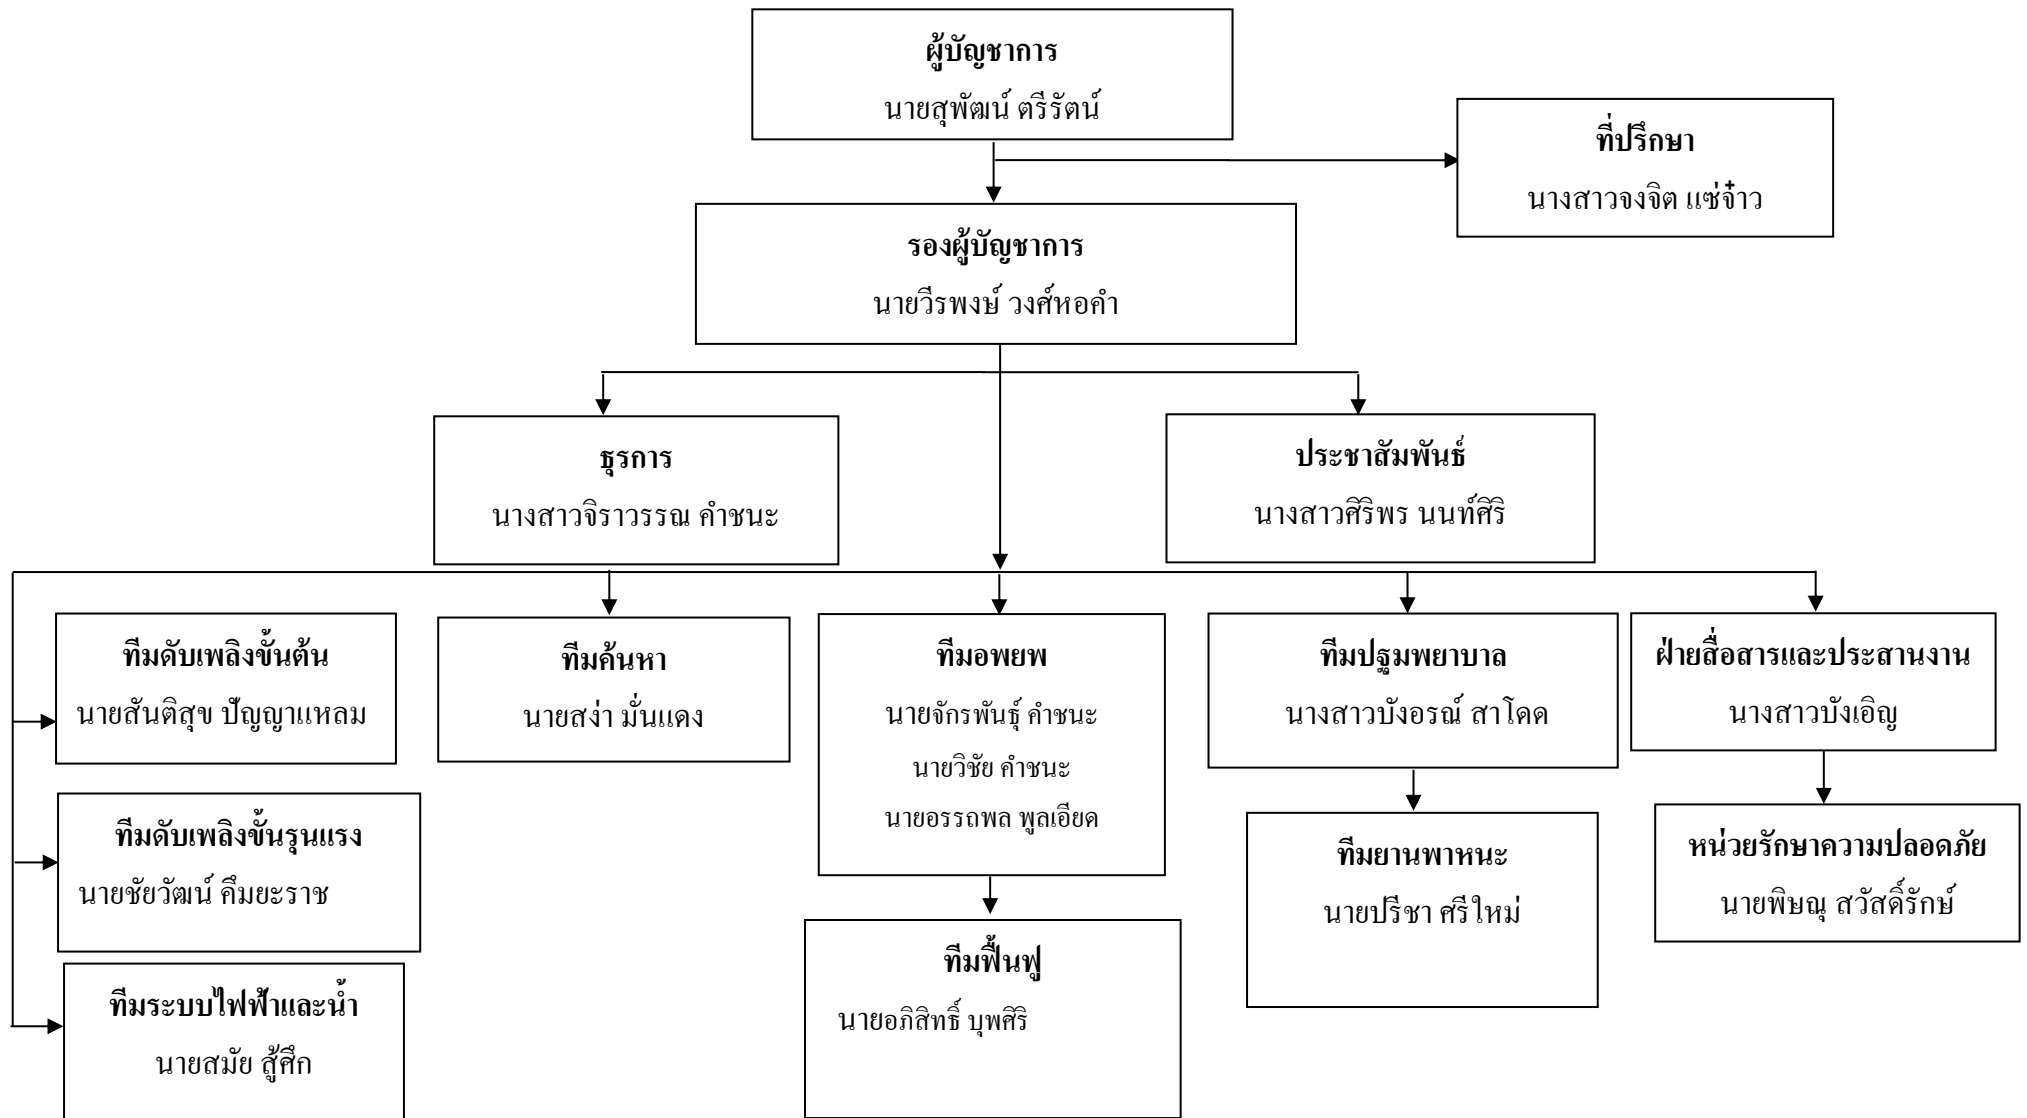 ผู้บัญชาการ
นายสุพัฒน์ ตรีรัตน์
ที่ปรึกษา
นางสาวจงจิต แซ่จ๋าว
รองผู้บัญชาการ
นายวีรพงษ์ วงศ์หอคำ
ธุรการ
นางสาวจิราวรรณ คำชนะ
ประชาสัมพันธ์
นางสาวศิริพร นนท์ศิริ
ทีมดับเพลิงขั้นต้น
นายสันติสุข ปัญญาแหลม
ทีมค้นหา
นายสง่า มั่นแดง
ทีมอพยพ
นายจักรพันธุ์ คำชนะ
นายวิชัย คำชนะ
นายอรรถพล พูลเอียด
ทีมปฐมพยาบาล
นางสาวบังอรณ์ สาโดด
ฝ่ายสื่อสารและประสานงาน
นางสาวบังเอิญ
ทีมดับเพลิงขั้นรุนแรง
นายชัยวัฒน์ คึมยะราช
ทีมยานพาหนะ
นายปรีชา ศรีใหม่
หน่วยรักษาความปลอดภัย
นายพิษณุ สวัสดิ์รักษ์
ทีมระบบไฟฟ้าและน้ำ
นายสมัย สู้ศึก
ทีมฟื้นฟู
นายอภิสิทธิ์ บุพศิริ